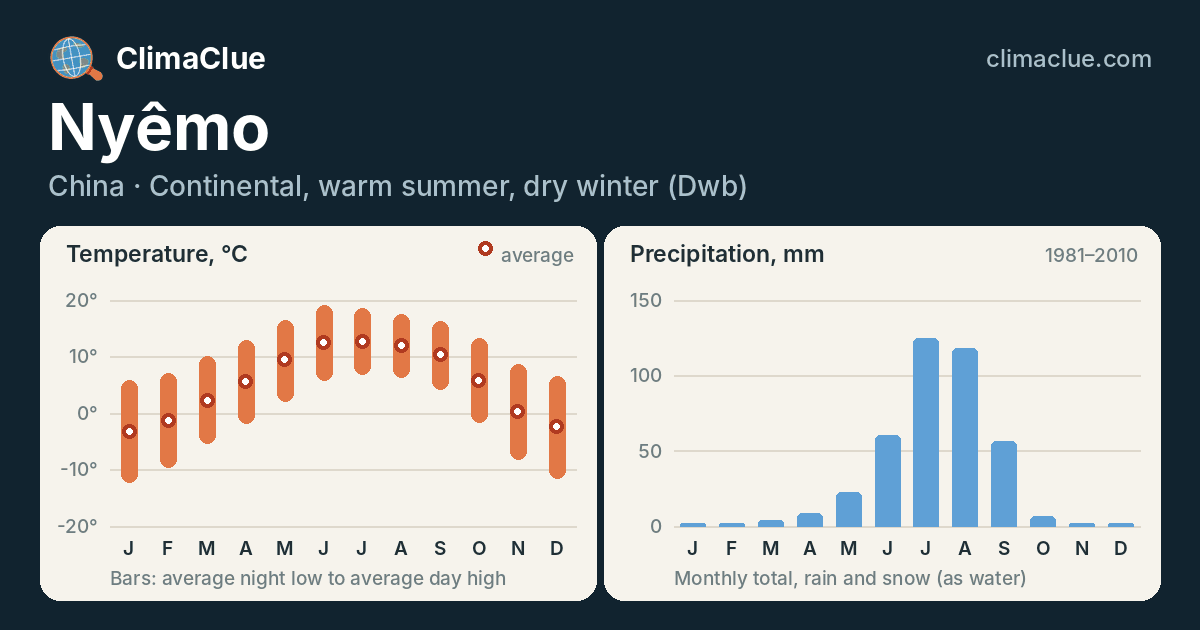 ClimaClue
climaclue.com
Nyêmo
China · Continental, warm summer, dry winter (Dwb)
Temperature, °C
average
20°
10°
0°
-10°
-20°
J F M A M J J A S O N D
Bars: average night low to average day high
Precipitation, mm
1981–2010
150
100
50
0
J F M A M J J A S O N D
Monthly total, rain and snow (as water)